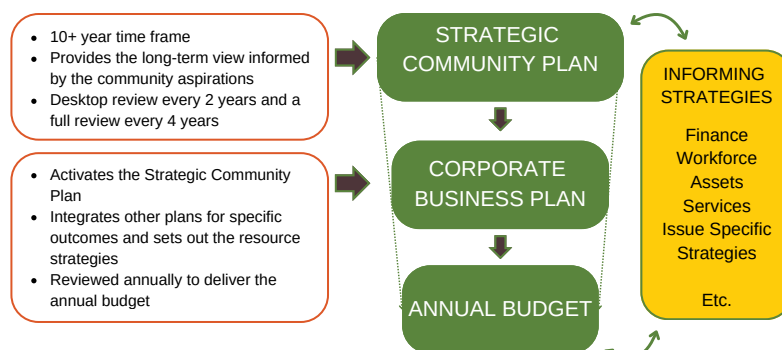 • 10+ year time frame
• Provides the long-term view informed
by the community aspirations
• Desktop review every 2 years and a
full review every 4 years
STRATEGIC
COMMUNITY PLAN
• Activates the Strategic Community
Plan
• Integrates other plans for specific
outcomes and sets out the resource
strategies
• Reviewed annually to deliver the
annual budget
CORPORATE
BUSINESS PLAN
ANNUAL BUDGET
INFORMING
STRATEGIES
Finance
Workforce
Assets
Services
Issue Specific
Strategies
Etc.